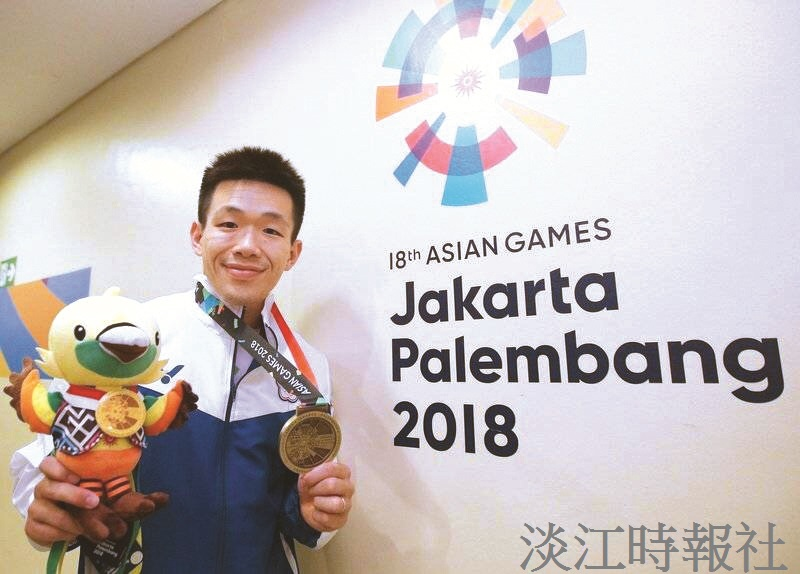 18th ASIAN GAMES
Jakarta
Palembang
2018
ASIAN GAMES 2018
淡江時報社